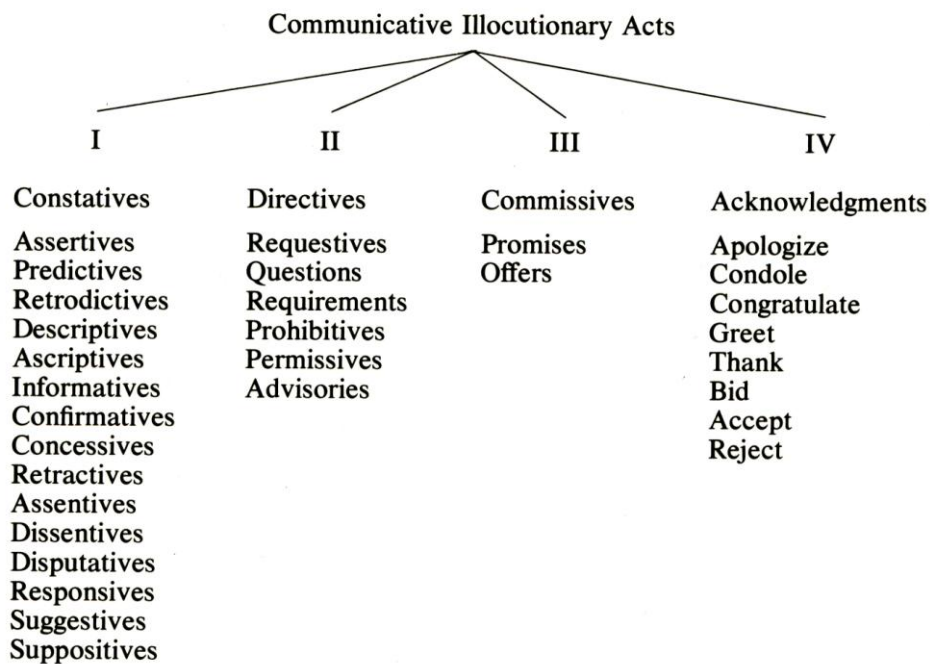 Communicative Illocutionary Acts
I
Constatives
Assertives
Predictives
Retrodictives
Descriptives
Ascriptives
Informatives
Confirmatives
Concessives
Retractives
Assentives
Dissentives
Disputatives
Responsives
Suggestives
Suppositives
II
Directives
Requestives
Questions
Requirements
Prohibitives
Permissives
Advisories
III
Commissives
Promises
Offers
IV
Acknowledgments
Apologize
Condole
Congratulate
Greet
Thank
Bid
Accept
Reject